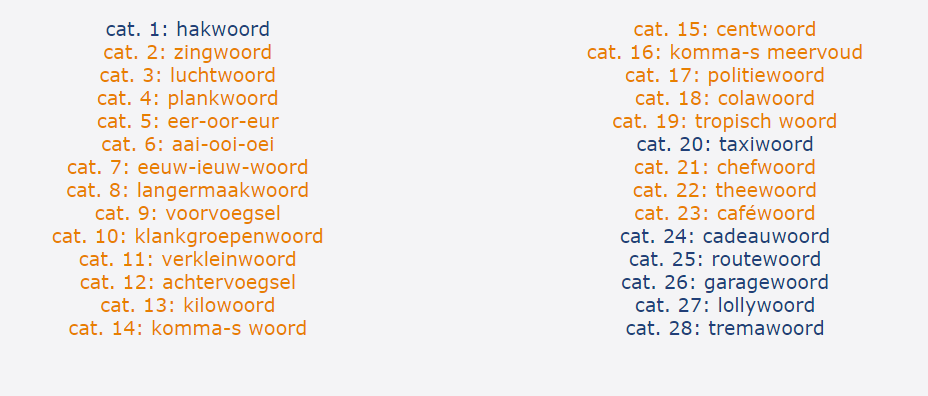 cat. 1: hakwoord
cat. 2: zingwoord
cat. 3: luchtwoord
cat. 4: plankwoord
cat. 5: eer-oor-eur
cat. 6: aai-ooi-oei
cat. 7: eeuw-ieuw-woord
cat. 8: langermaakwoord
cat. 9: voorvoegsel
cat. 10: klankgroepenwoord
cat. 11: verkleinwoord
cat. 12: achtervoegsel
cat. 13: kilowoord
cat. 14: komma-s woord
cat. 15: centwoord
cat. 16: komma-s meervoud
cat. 17: politiewoord
cat. 18: colawoord
cat. 19: tropisch woord
cat. 20: taxiwoord
cat. 21: chefwoord
cat. 22: theewoord
cat. 23: caféwoord
cat. 24: cadeauwoord
cat. 25: routewoord
cat. 26: garagewoord
cat. 27: lollywoord
cat. 28: tremawoord